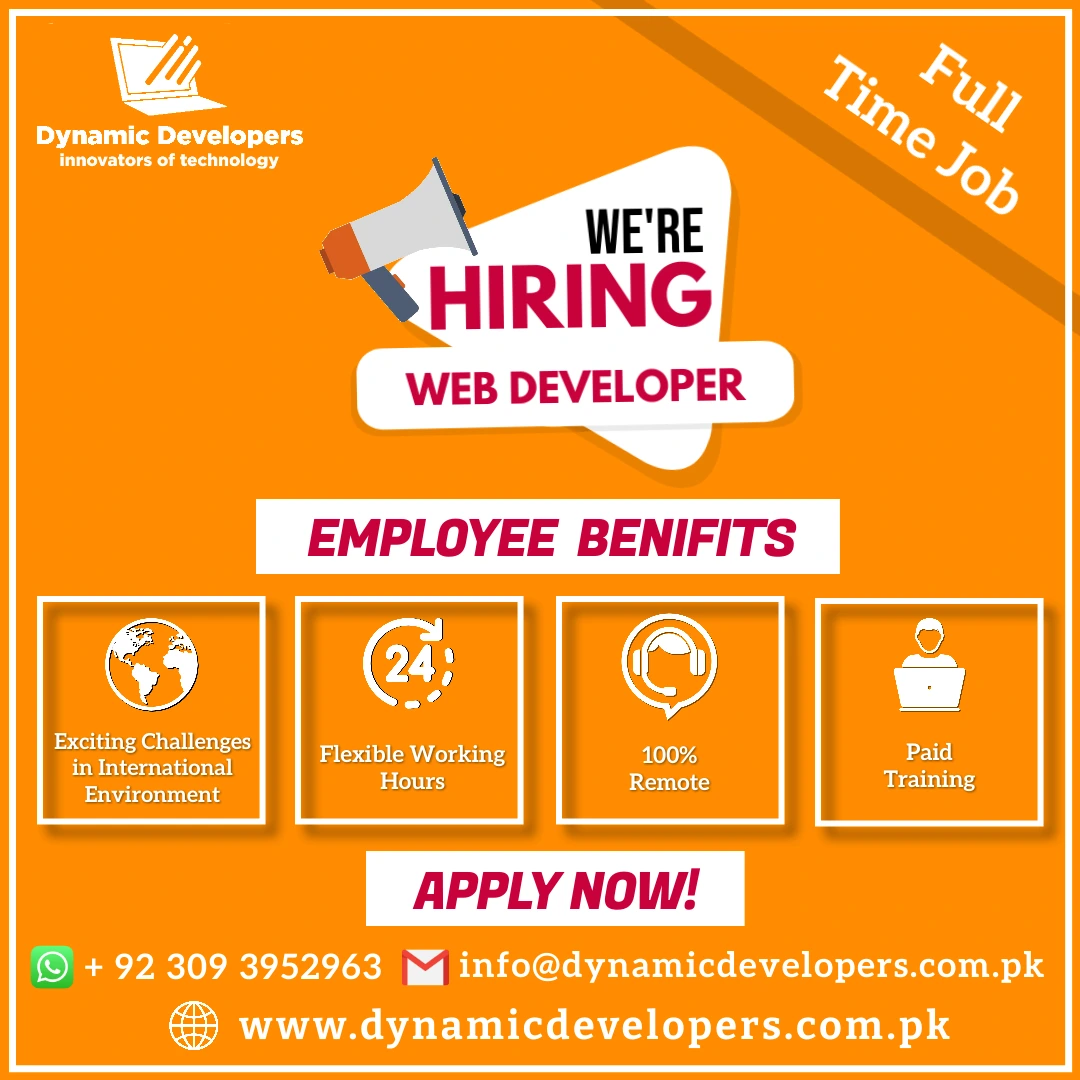 Dynamic Developers
innovators of technology
Full
Time Job
WE'RE
HIRING
WEB DEVELOPER
EMPLOYEE BENIFITS
Exciting Challenges
in International
Environment
24
Flexible Working
Hours
100%
Remote
Paid
Training
APPLY NOW!
+ 92 309 3952963
info@dynamicdevelopers.com.pk
www.dynamicdevelopers.com.pk